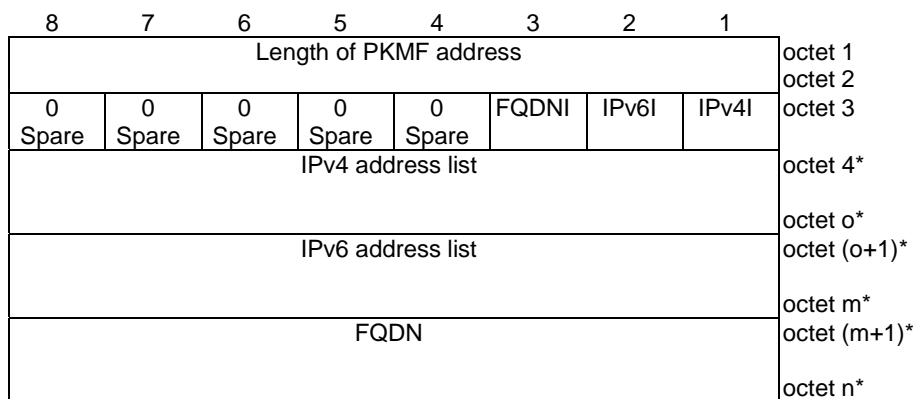 8 7 6 5 4 3 2 1
Length of PKMF address octet 1
octet 2
0 0 0 0 0 FQDNI IPv6I IPv4I octet 3
Spare Spare Spare Spare Spare
IPv4 address list octet 4*
octet o*
IPv6 address list octet (o+1)*
octet m*
FQDN octet (m+1)*
octet n*